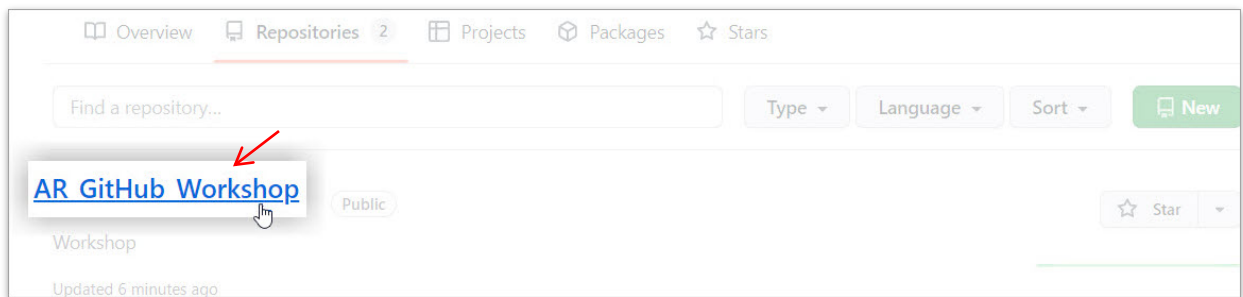 Overview Repositories 2 Projects Packages Stars
Find a repository... Type Language Sort New
AR_GitHub_Workshop Public Star
Workshop
Updated 6 minutes ago